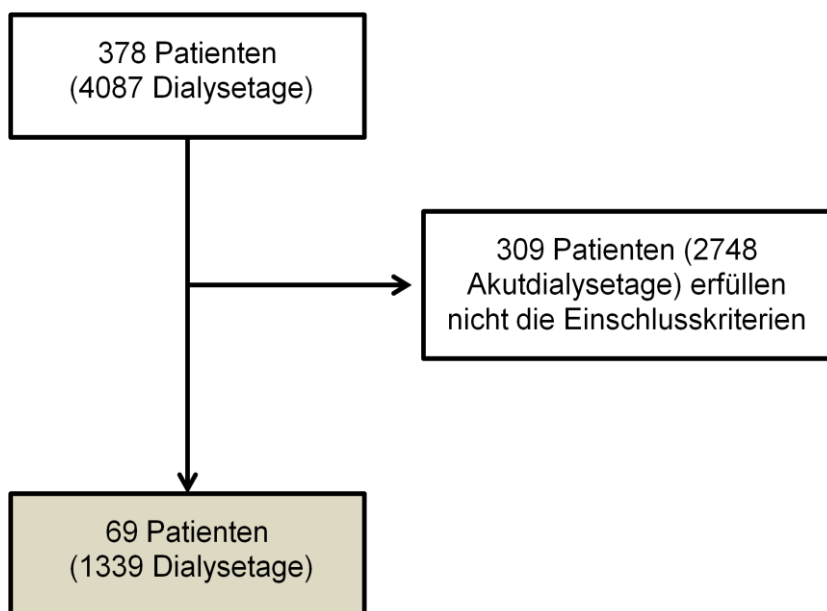 378 Patienten
(4087 Dialysetage)
309 Patienten (2748
Akutdialysetage) erfüllen
nicht die Einschlusskriterien
69 Patienten
(1339 Dialysetage)